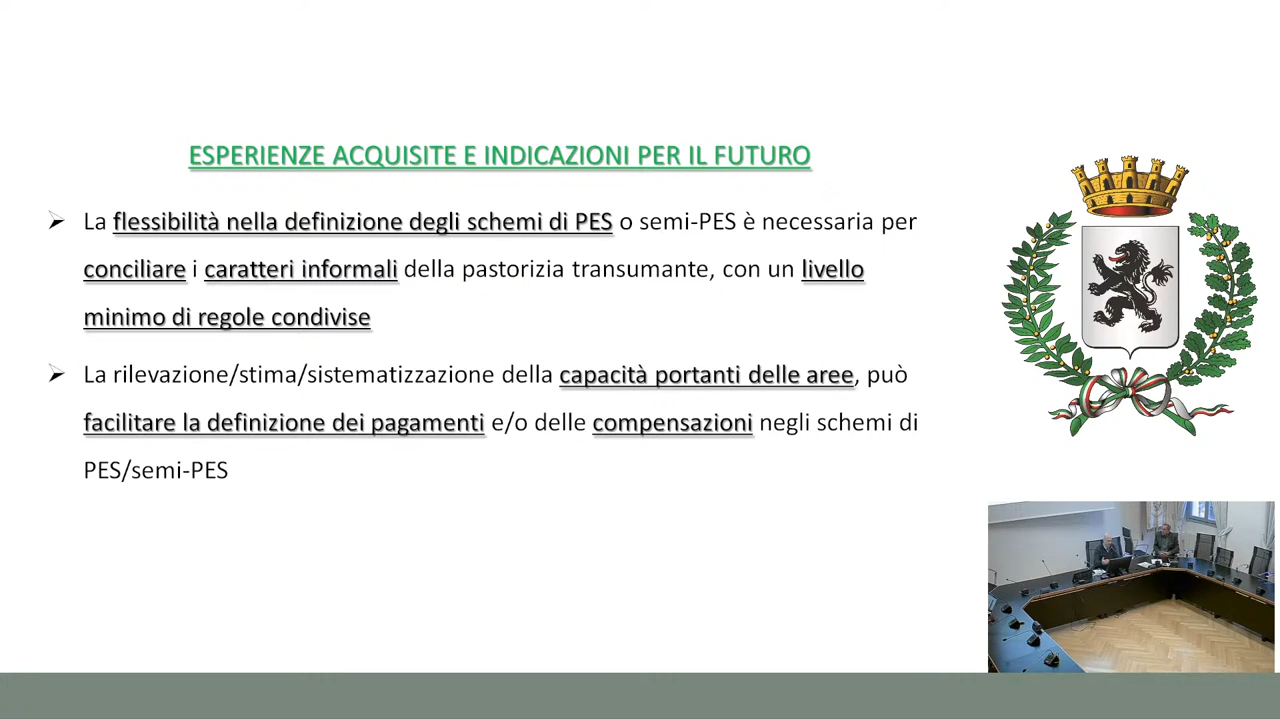 ESPERIENZE ACQUISITE E INDICAZIONI PER IL FUTURO
La flessibilità nella definizione degli schemi di PES o semi-PES è necessaria per
conciliare i caratteri informali della pastorizia transumante, con un livello
minimo di regole condivise
La rilevazione/stima/sistematizzazione della capacità portanti delle aree, può
facilitare la definizione dei pagamenti e/o delle compensazioni negli schemi di
PES/semi-PES